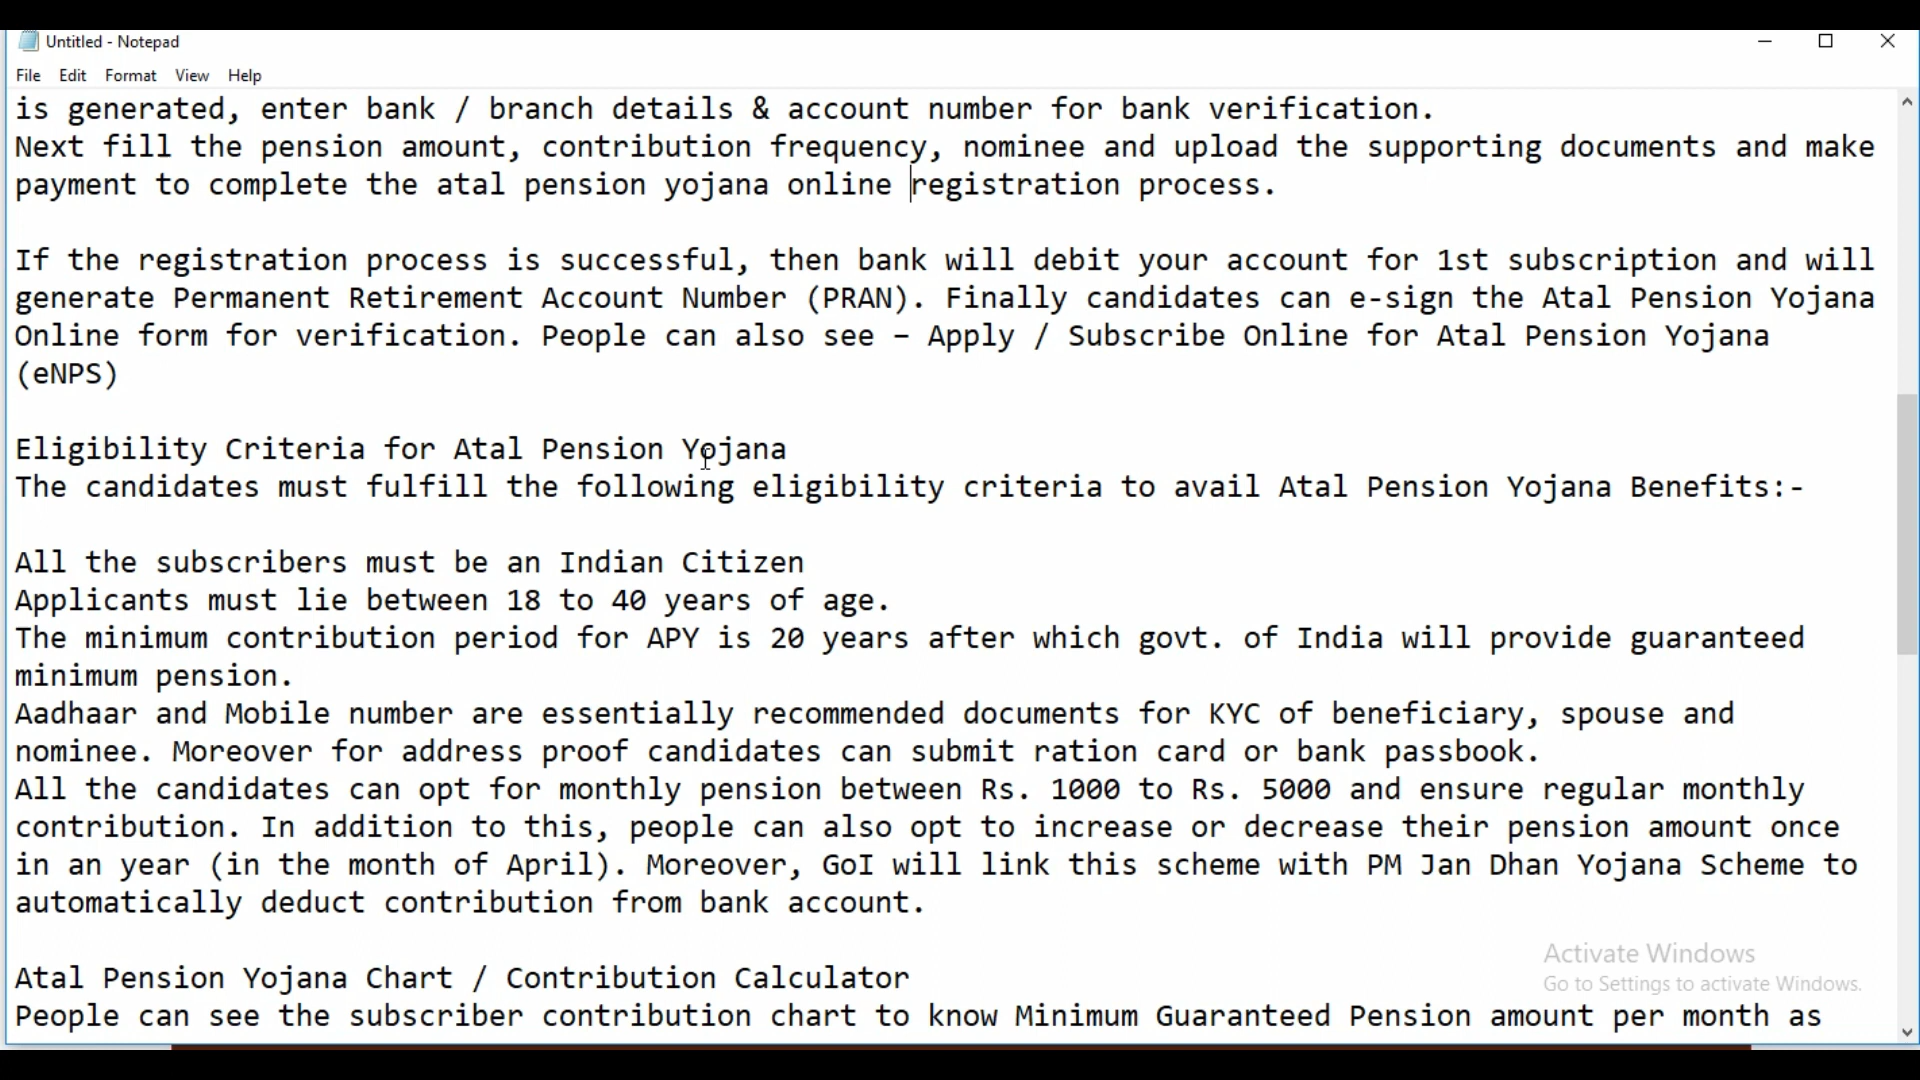 Untitled - Notepad
File Edit Format View Help
is generated, enter bank / branch details & account number for bank verification.
Next fill the pension amount, contribution frequency, nominee and upload the supporting documents and make
payment to complete the atal pension yojana online registration process.
If the registration process is successful, then bank will debit your account for 1st subscription and will
generate Permanent Retirement Account Number (PRAN). Finally candidates can e-sign the Atal Pension Yojana
Online form for verification. People can also see – Apply / Subscribe Online for Atal Pension Yojana
(eNPS)
Eligibility Criteria for Atal Pension Yojana
The candidates must fulfill the following eligibility criteria to avail Atal Pension Yojana Benefits:-
All the subscribers must be an Indian Citizen
Applicants must lie between 18 to 40 years of age.
The minimum contribution period for APY is 20 years after which govt. of India will provide guaranteed
minimum pension.
Aadhaar and Mobile number are essentially recommended documents for KYC of beneficiary, spouse and
nominee. Moreover for address proof candidates can submit ration card or bank passbook.
All the candidates can opt for monthly pension between Rs. 1000 to Rs. 5000 and ensure regular monthly
contribution. In addition to this, people can also opt to increase or decrease their pension amount once
in an year (in the month of April). Moreover, GoI will link this scheme with PM Jan Dhan Yojana Scheme to
automatically deduct contribution from bank account.
Atal Pension Yojana Chart / Contribution Calculator
People can see the subscriber contribution chart to know Minimum Guaranteed Pension amount per month as
Activate Windows
Go to Settings to activate Windows.